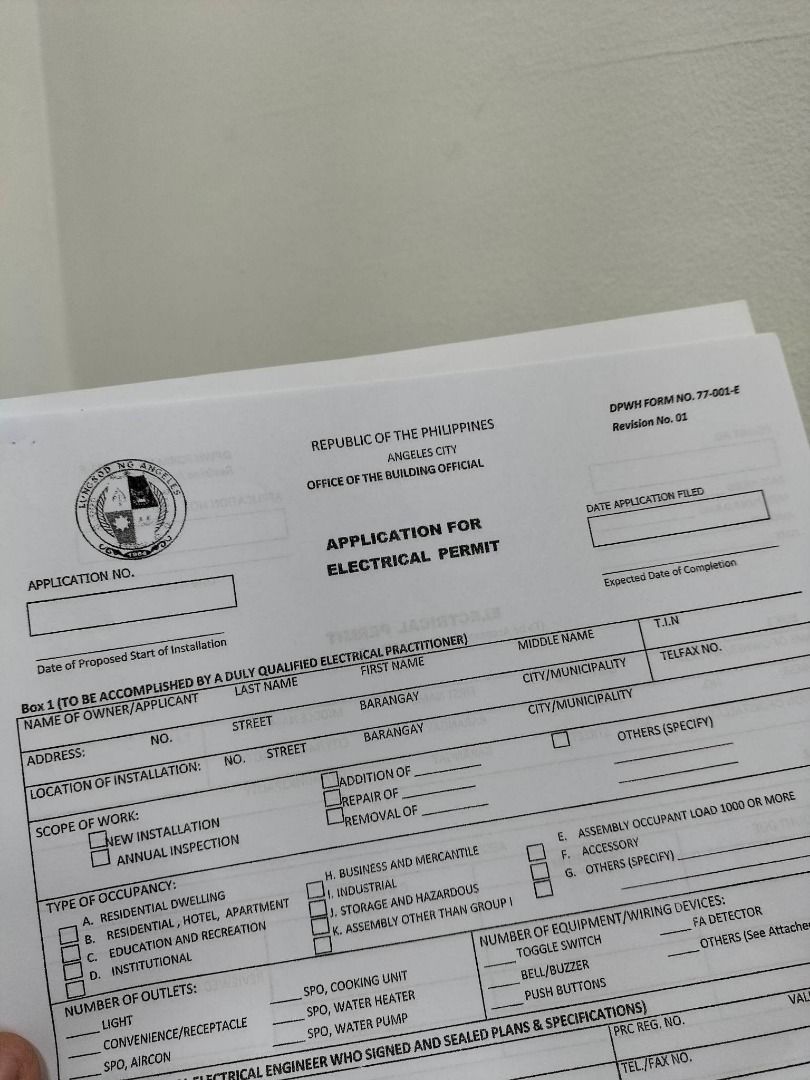 DPWH FORM NO. 77-001-E
Revision No. 01
REPUBLIC OF THE PHILIPPINES
ANGELES CITY
OFFICE OF THE BUILDING OFFICIAL
LUNGSOD NG ANGELES
1964
APPLICATION FOR
ELECTRICAL PERMIT
DATE APPLICATION FILED
Expected Date of Completion
APPLICATION NO.
Date of Proposed Start of Installation
Box 1 (TO BE ACCOMPLISHED BY A DULY QUALIFIED ELECTRICAL PRACTITIONER)
NAME OF OWNER/APPLICANT LAST NAME FIRST NAME MIDDLE NAME T.I.N
ADDRESS: NO. STREET BARANGAY CITY/MUNICIPALITY TELFAX NO.
LOCATION OF INSTALLATION: NO. STREET BARANGAY CITY/MUNICIPALITY
SCOPE OF WORK:
NEW INSTALLATION
ANNUAL INSPECTION
ADDITION OF
REPAIR OF
REMOVAL OF
OTHERS (SPECIFY)
TYPE OF OCCUPANCY:
A. RESIDENTIAL DWELLING
B. RESIDENTIAL , HOTEL, APARTMENT
C. EDUCATION AND RECREATION
D. INSTITUTIONAL
H. BUSINESS AND MERCANTILE
I. INDUSTRIAL
J. STORAGE AND HAZARDOUS
K. ASSEMBLY OTHER THAN GROUP I
E. ASSEMBLY OCCUPANT LOAD 1000 OR MORE
F. ACCESSORY
G. OTHERS (SPECIFY)
NUMBER OF OUTLETS:
LIGHT
CONVENIENCE/RECEPTACLE
SPO, AIRCON
SPO, COOKING UNIT
SPO, WATER HEATER
SPO, WATER PUMP
NUMBER OF EQUIPMENT/WIRING DEVICES:
TOGGLE SWITCH
BELL/BUZZER
PUSH BUTTONS
FA DETECTOR
OTHERS (See Attache
ELECTRICAL ENGINEER WHO SIGNED AND SEALED PLANS & SPECIFICATIONS)
PRC REG. NO.
TEL./FAX NO.